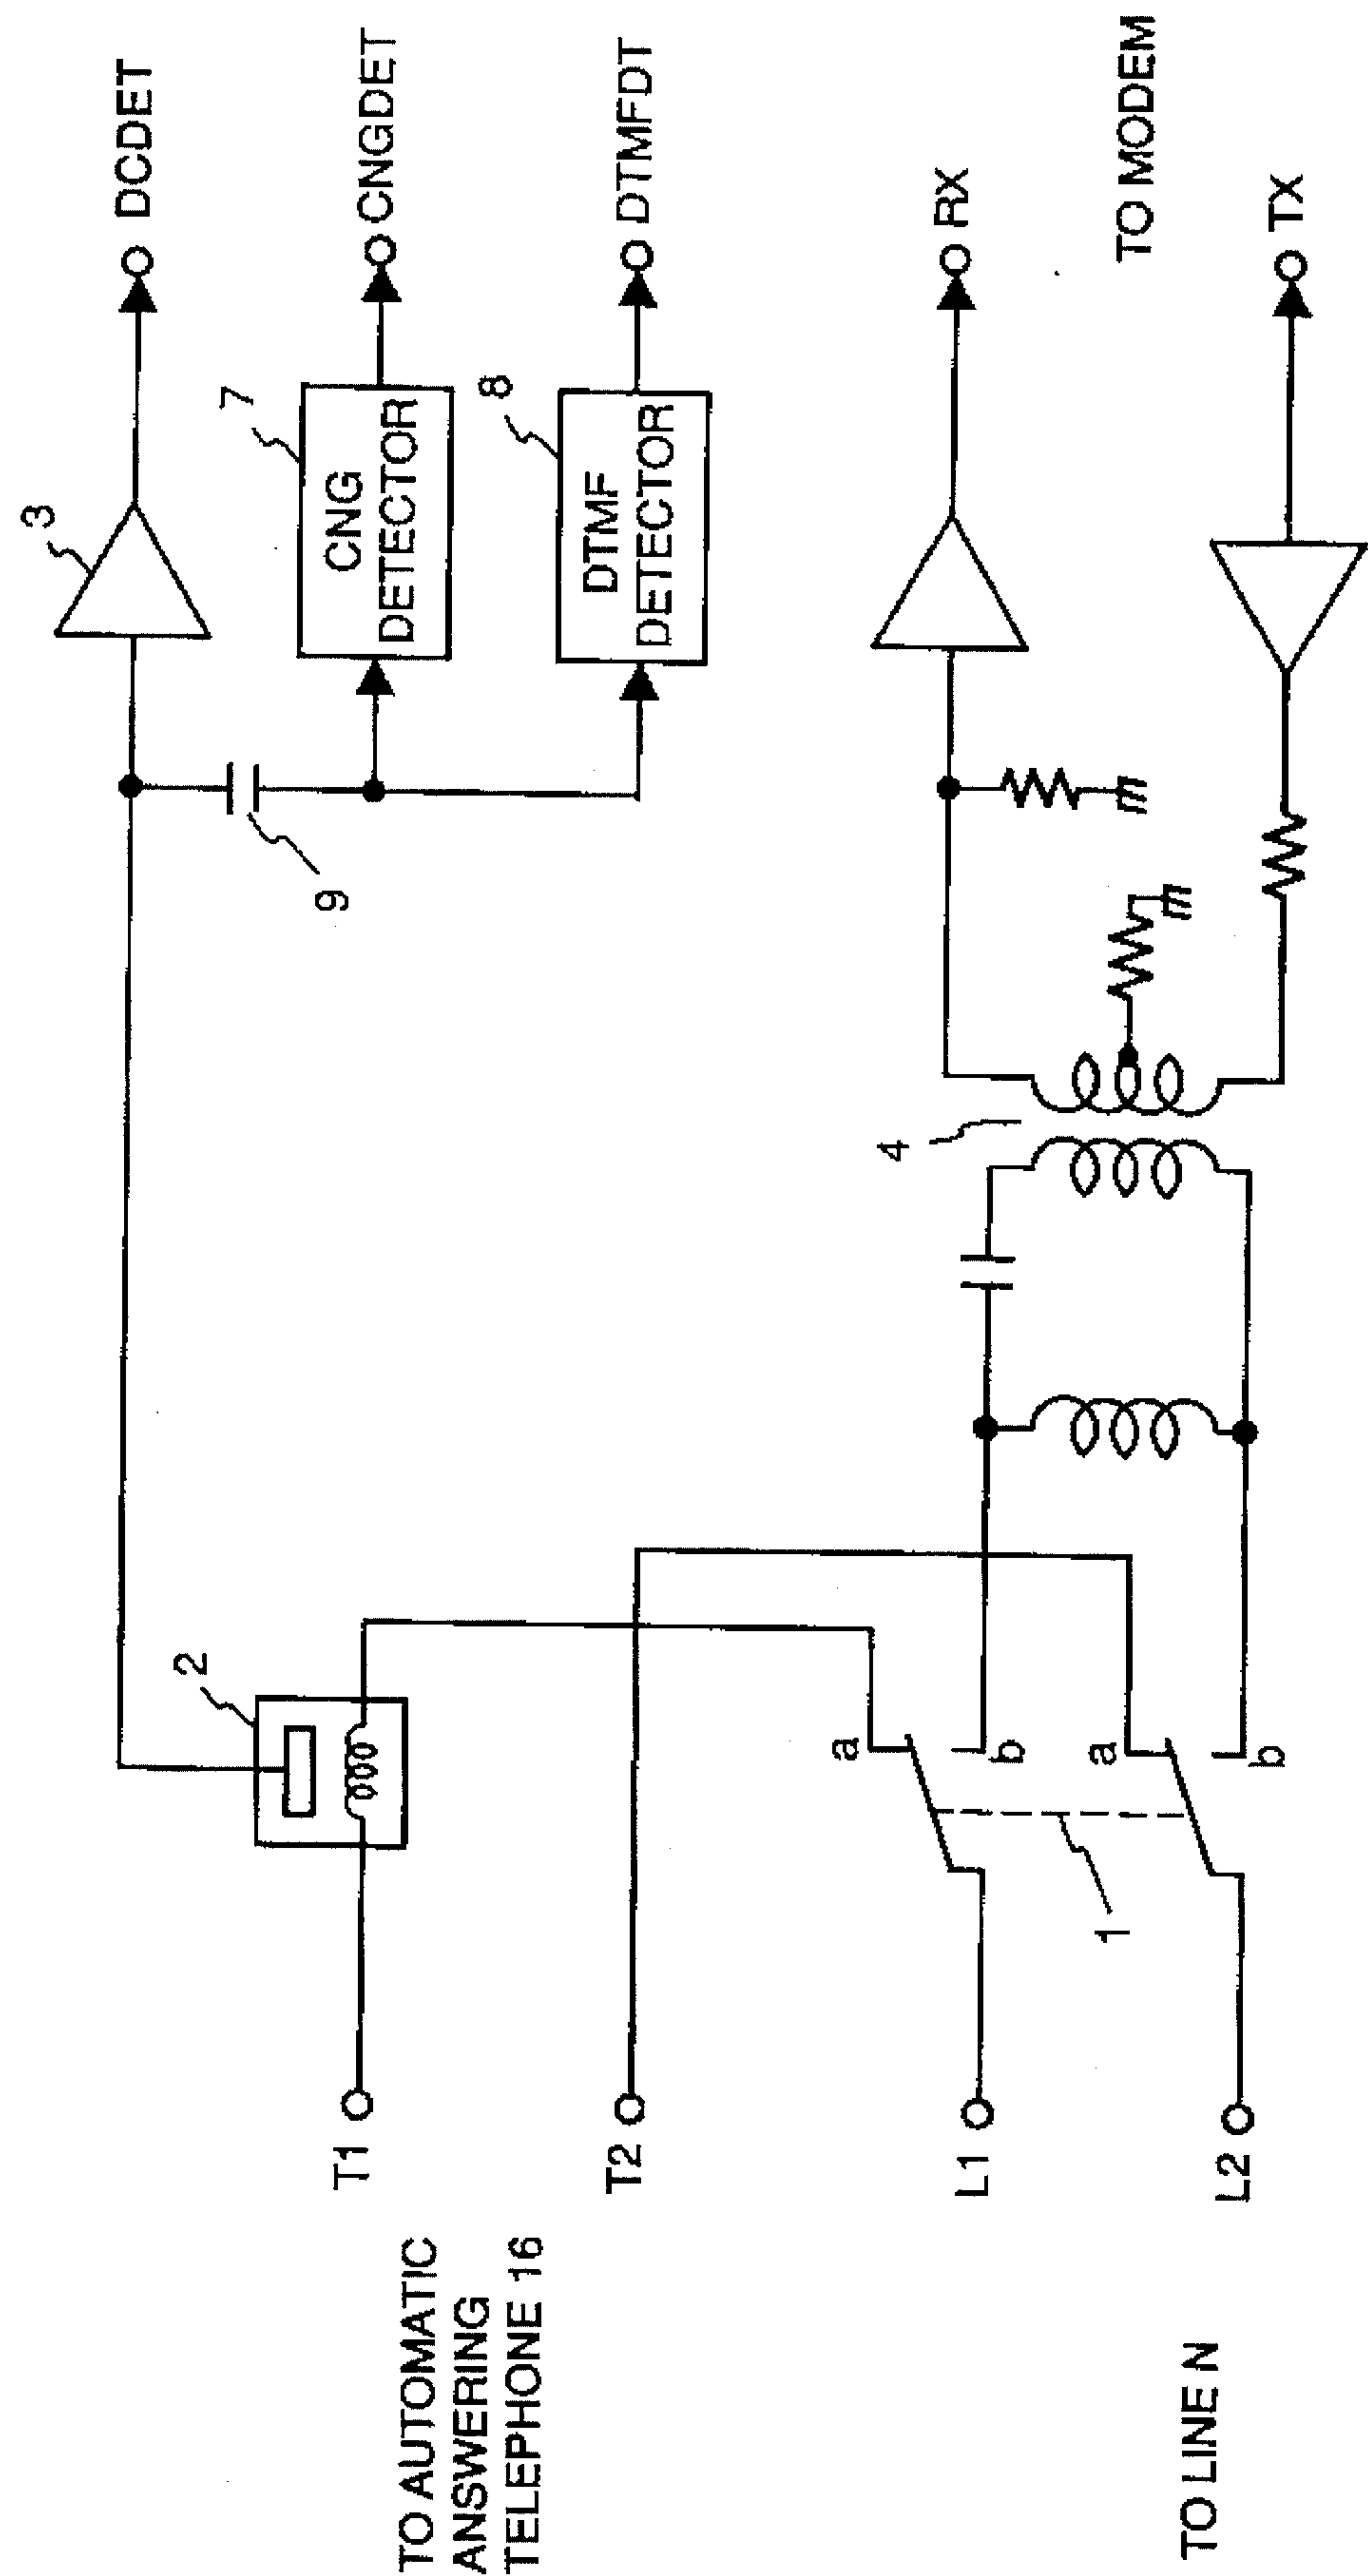 DCDET
3
7
CNG
DETECTOR
CNGDET
9
8
DTMF
DETECTOR
DTMFDT
2
T1
TO AUTOMATIC
ANSWERING
TELEPHONE 16
T2
RX
4
a
b
L1
TO MODEM
1
a
b
L2
TO LINE N
TX